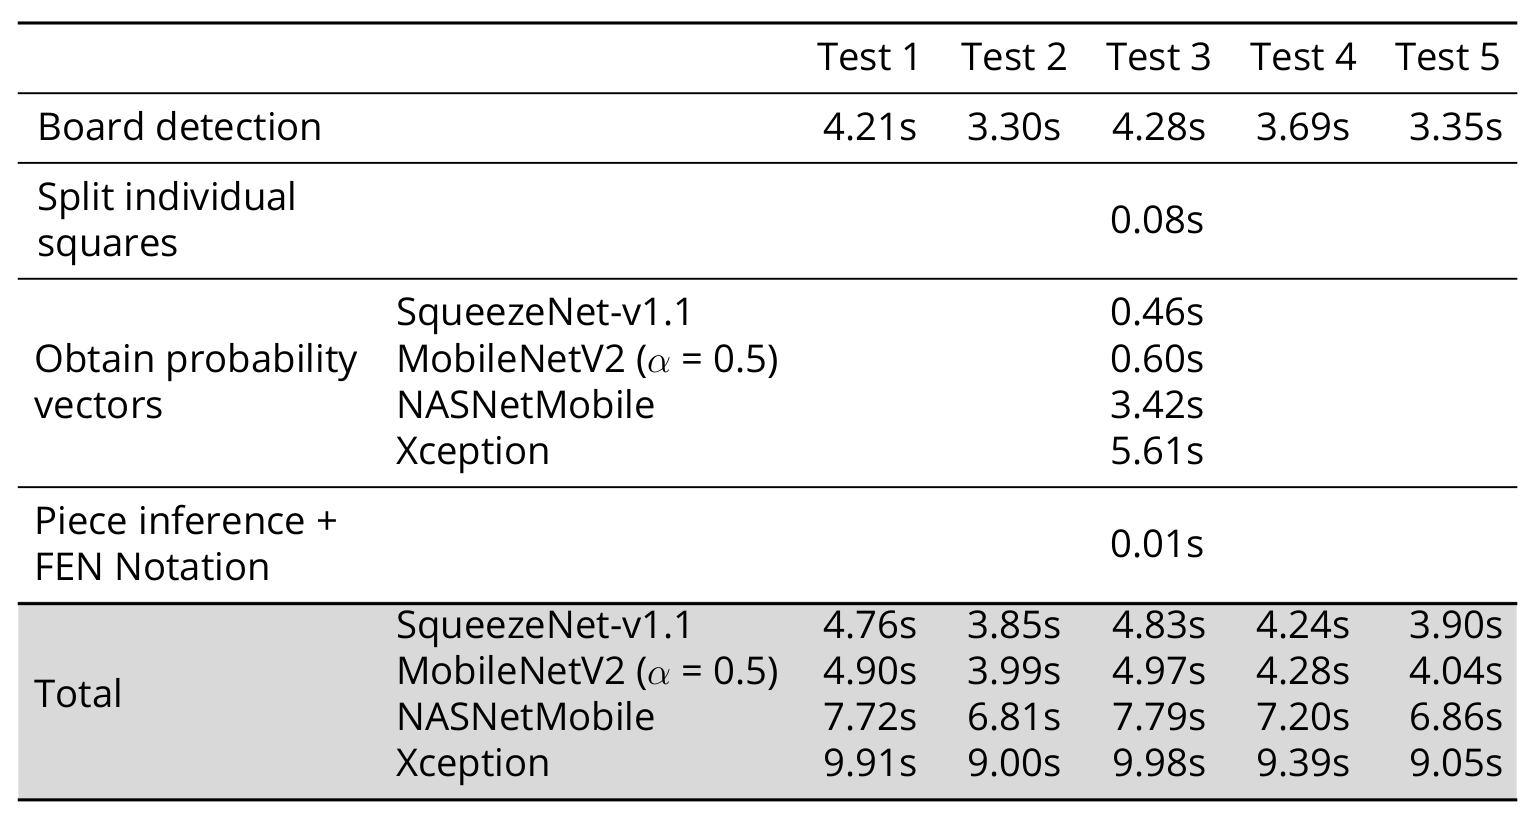 Test 1 Test 2 Test 3 Test 4 Test 5
Board detection 4.21s 3.30s 4.28s 3.69s 3.35s
Split individual
squares
0.08s
Obtain probability
vectors
SqueezeNet-v1.1 0.46s
MobileNetV2 (α = 0.5) 0.60s
NASNetMobile 3.42s
Xception 5.61s
Piece inference +
FEN Notation
0.01s
Total
SqueezeNet-v1.1 4.76s 3.85s 4.83s 4.24s 3.90s
MobileNetV2 (α = 0.5) 4.90s 3.99s 4.97s 4.28s 4.04s
NASNetMobile 7.72s 6.81s 7.79s 7.20s 6.86s
Xception 9.91s 9.00s 9.98s 9.39s 9.05s